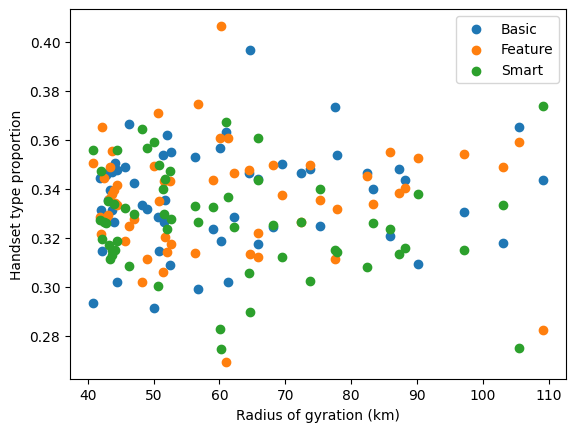 Basic
Feature
Smart
0.40
0.38
0.36
0.34
0.32
0.30
0.28
Handset type proportion
40 50 60 70 80 90 100 110
Radius of gyration (km)